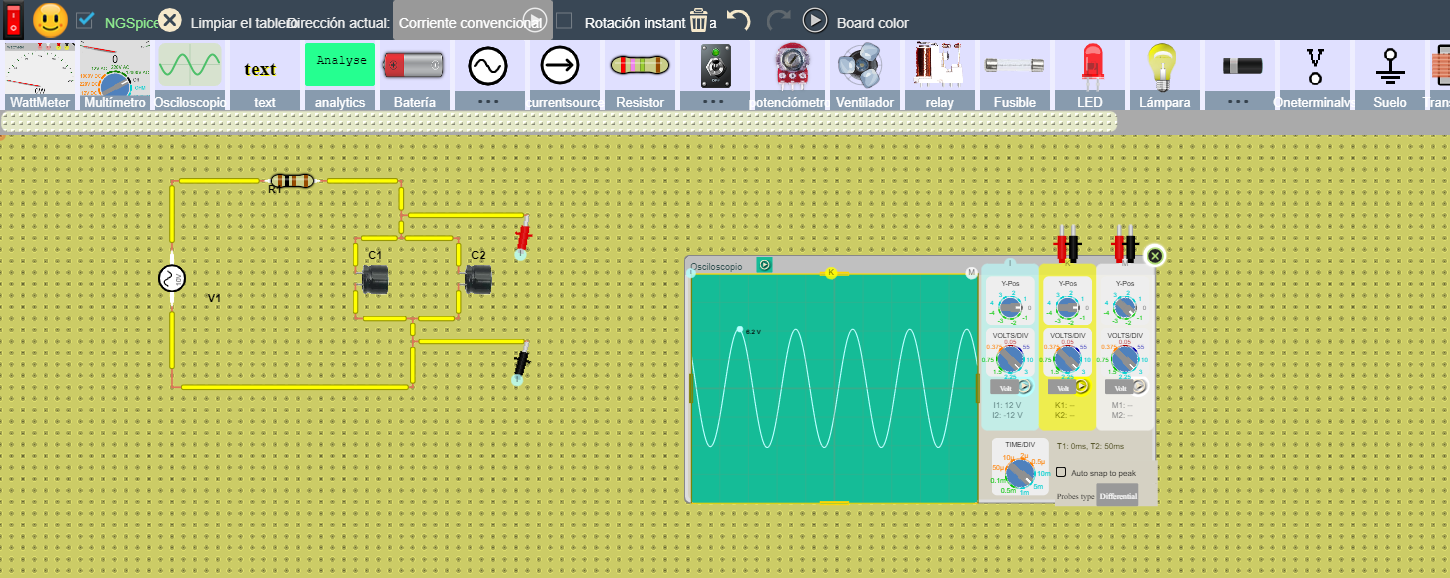 NGSpice
Limpiar el tablero
Dirección actual:
Corriente convencional
Rotación instant
a
Board color
text
Analyse
WattMeter
Multímetro
Osciloscopio
text
analytics
Batería
...
urrentsource
Resistor
...
potenciómetro
Ventilador
relay
Fusible
LED
Lámpara
...
V
Oneterminalv
Suelo
Tran
R1
C1
C2
10V
V1
Osciloscopio
K
M
8.2 V
Y-Pos
Y-Pos
Y-Pos
VOLTS/DIV
VOLTS/DIV
VOLTS/DIV
Volt
Volt
Volt
I1: 12 V
I2: -12 V
K1: --
K2: --
M1: --
M2: --
TIME/DIV
T1: 0ms, T2: 50ms
Auto snap to peak
Probes type
Differential